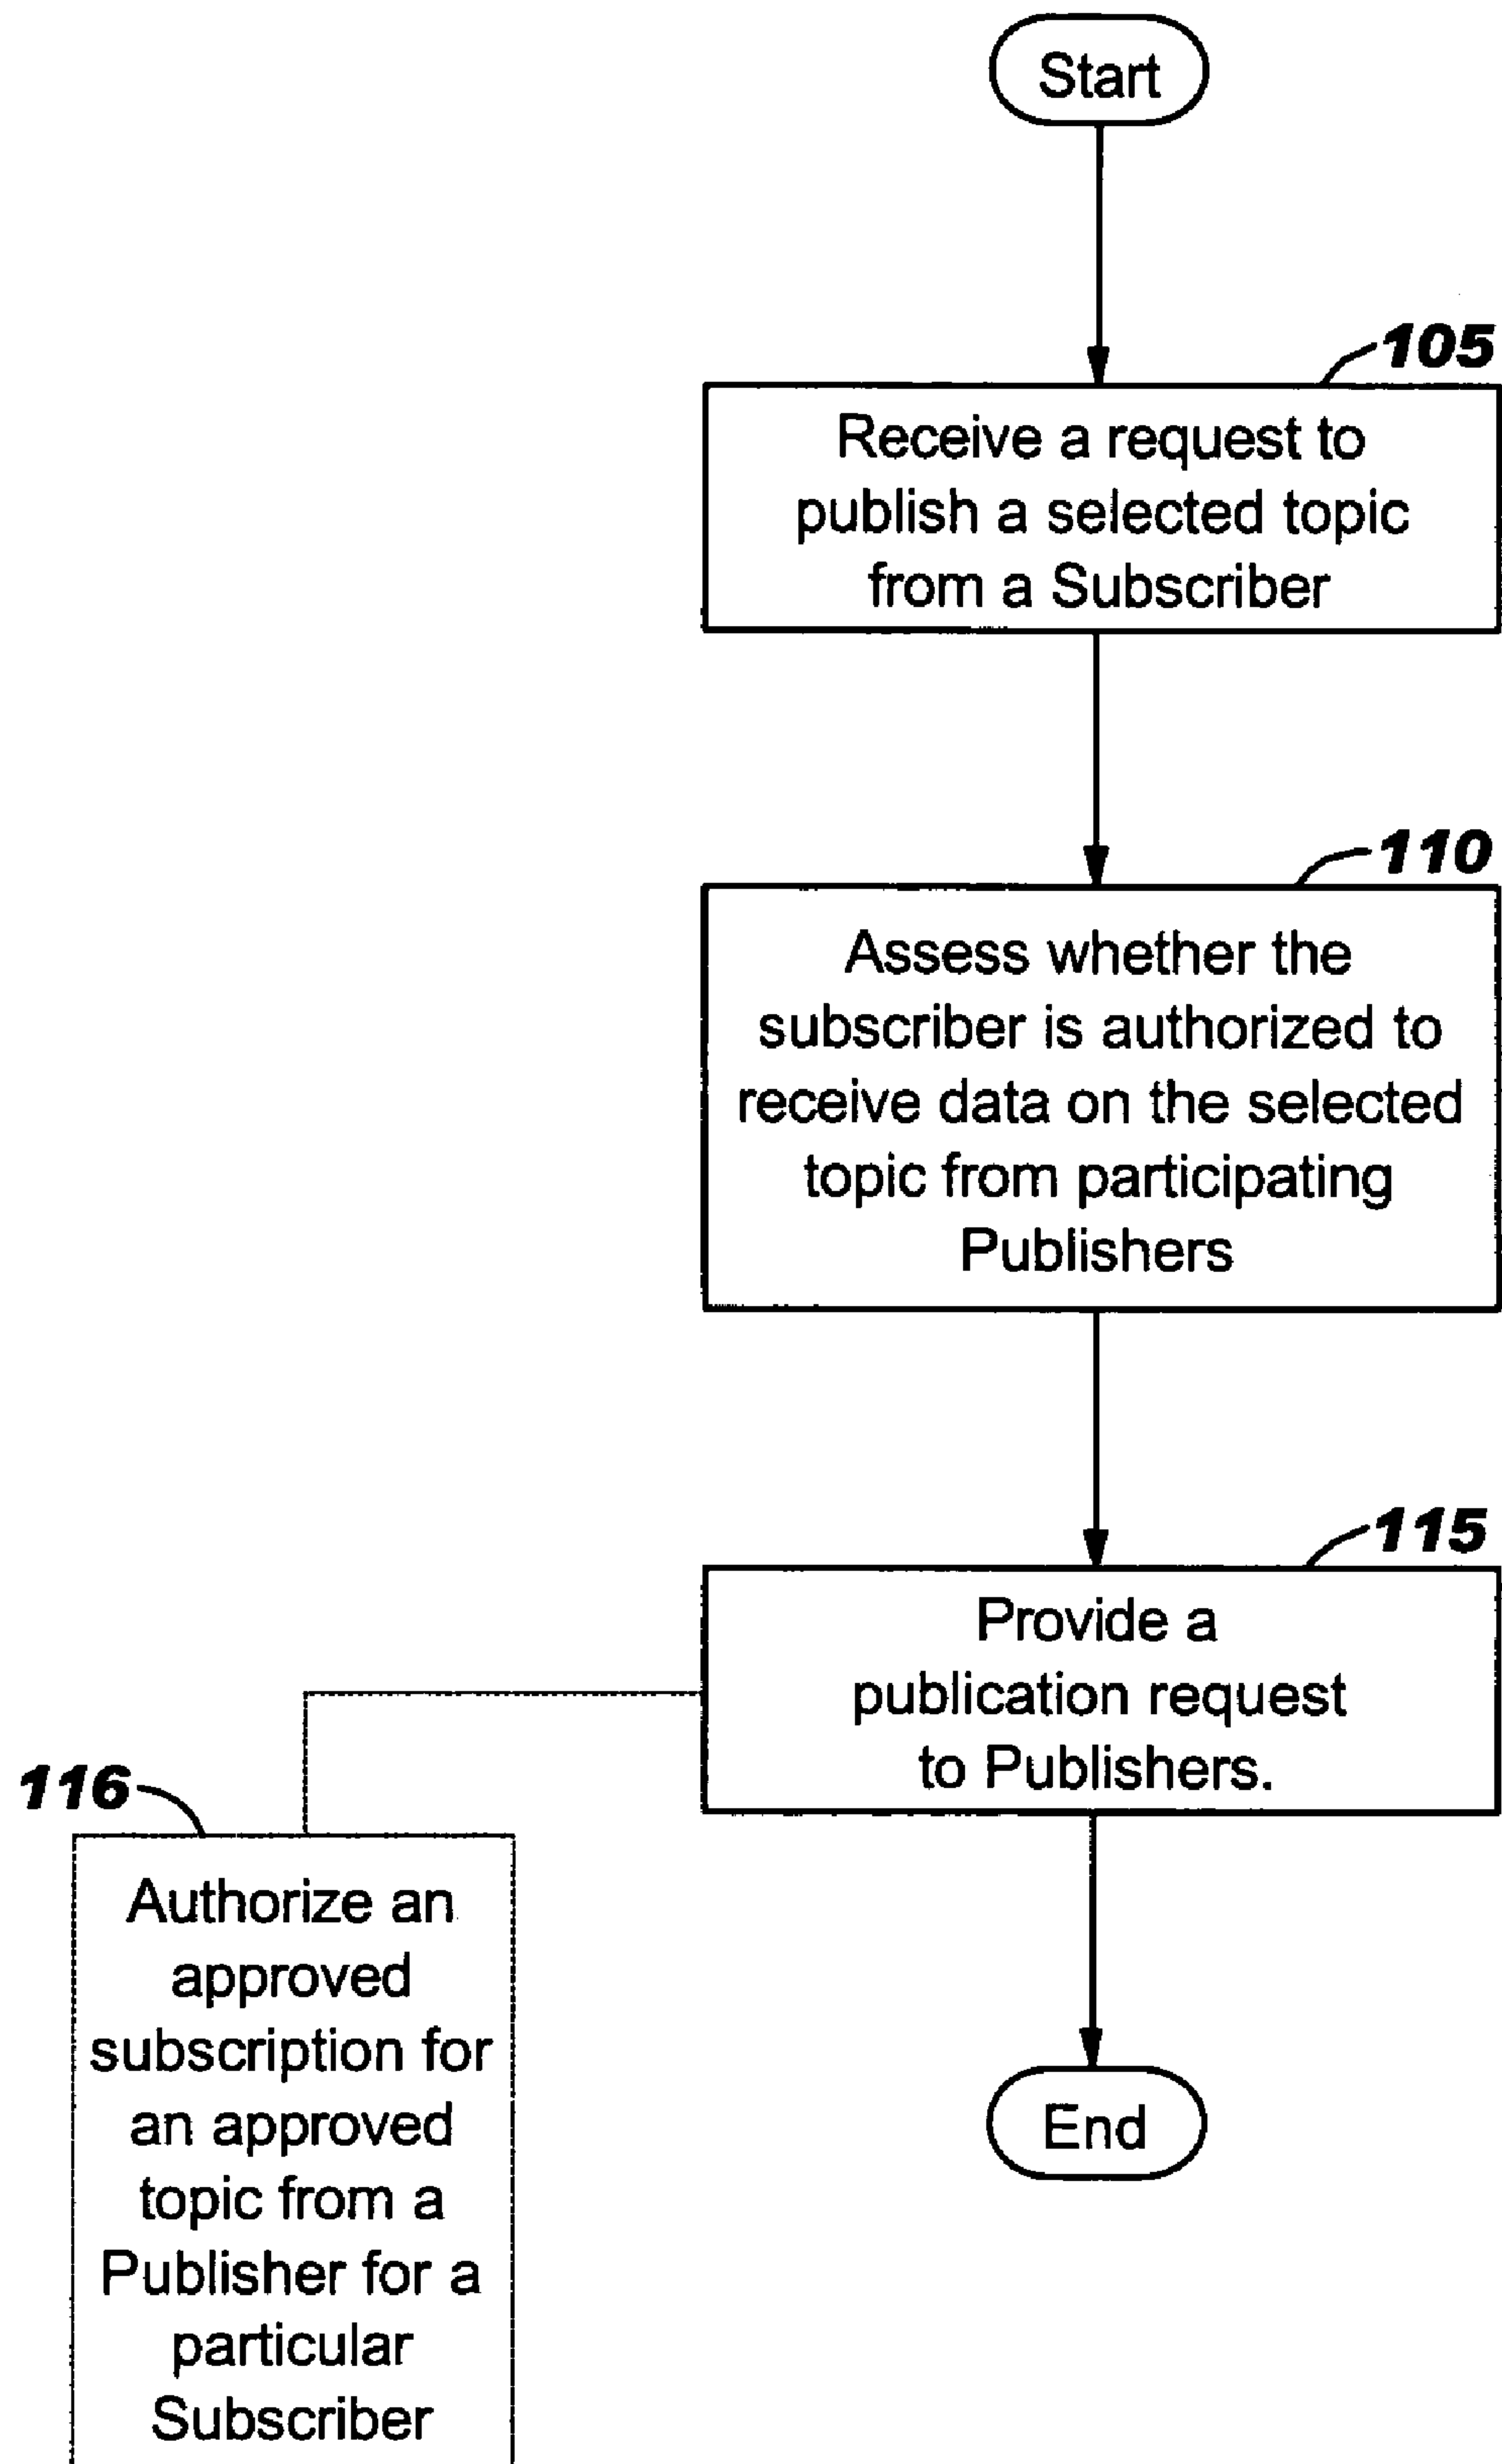 Start
105
Receive a request to
publish a selected topic
from a Subscriber
110
Assess whether the
subscriber is authorized to
receive data on the selected
topic from participating
Publishers
115
Provide a
publication request
to Publishers.
116
Authorize an
approved
subscription for
an approved
topic from a
Publisher for a
particular
Subscriber
End